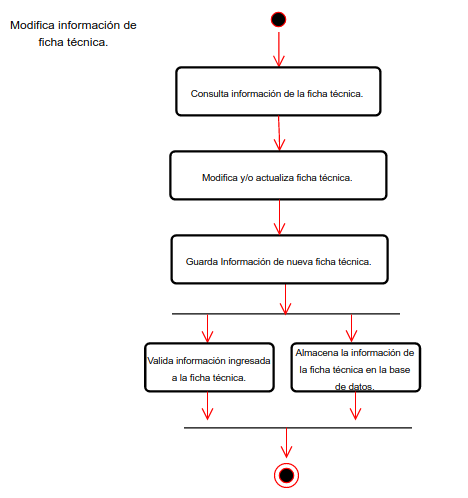 Modifica información de
ficha técnica.
Consulta información de la ficha técnica.
Modifica y/o actualiza ficha técnica.
Guarda Información de nueva ficha técnica.
Valida información ingresada
a la ficha técnica.
Almacena la información de
la ficha técnica en la base
de datos.